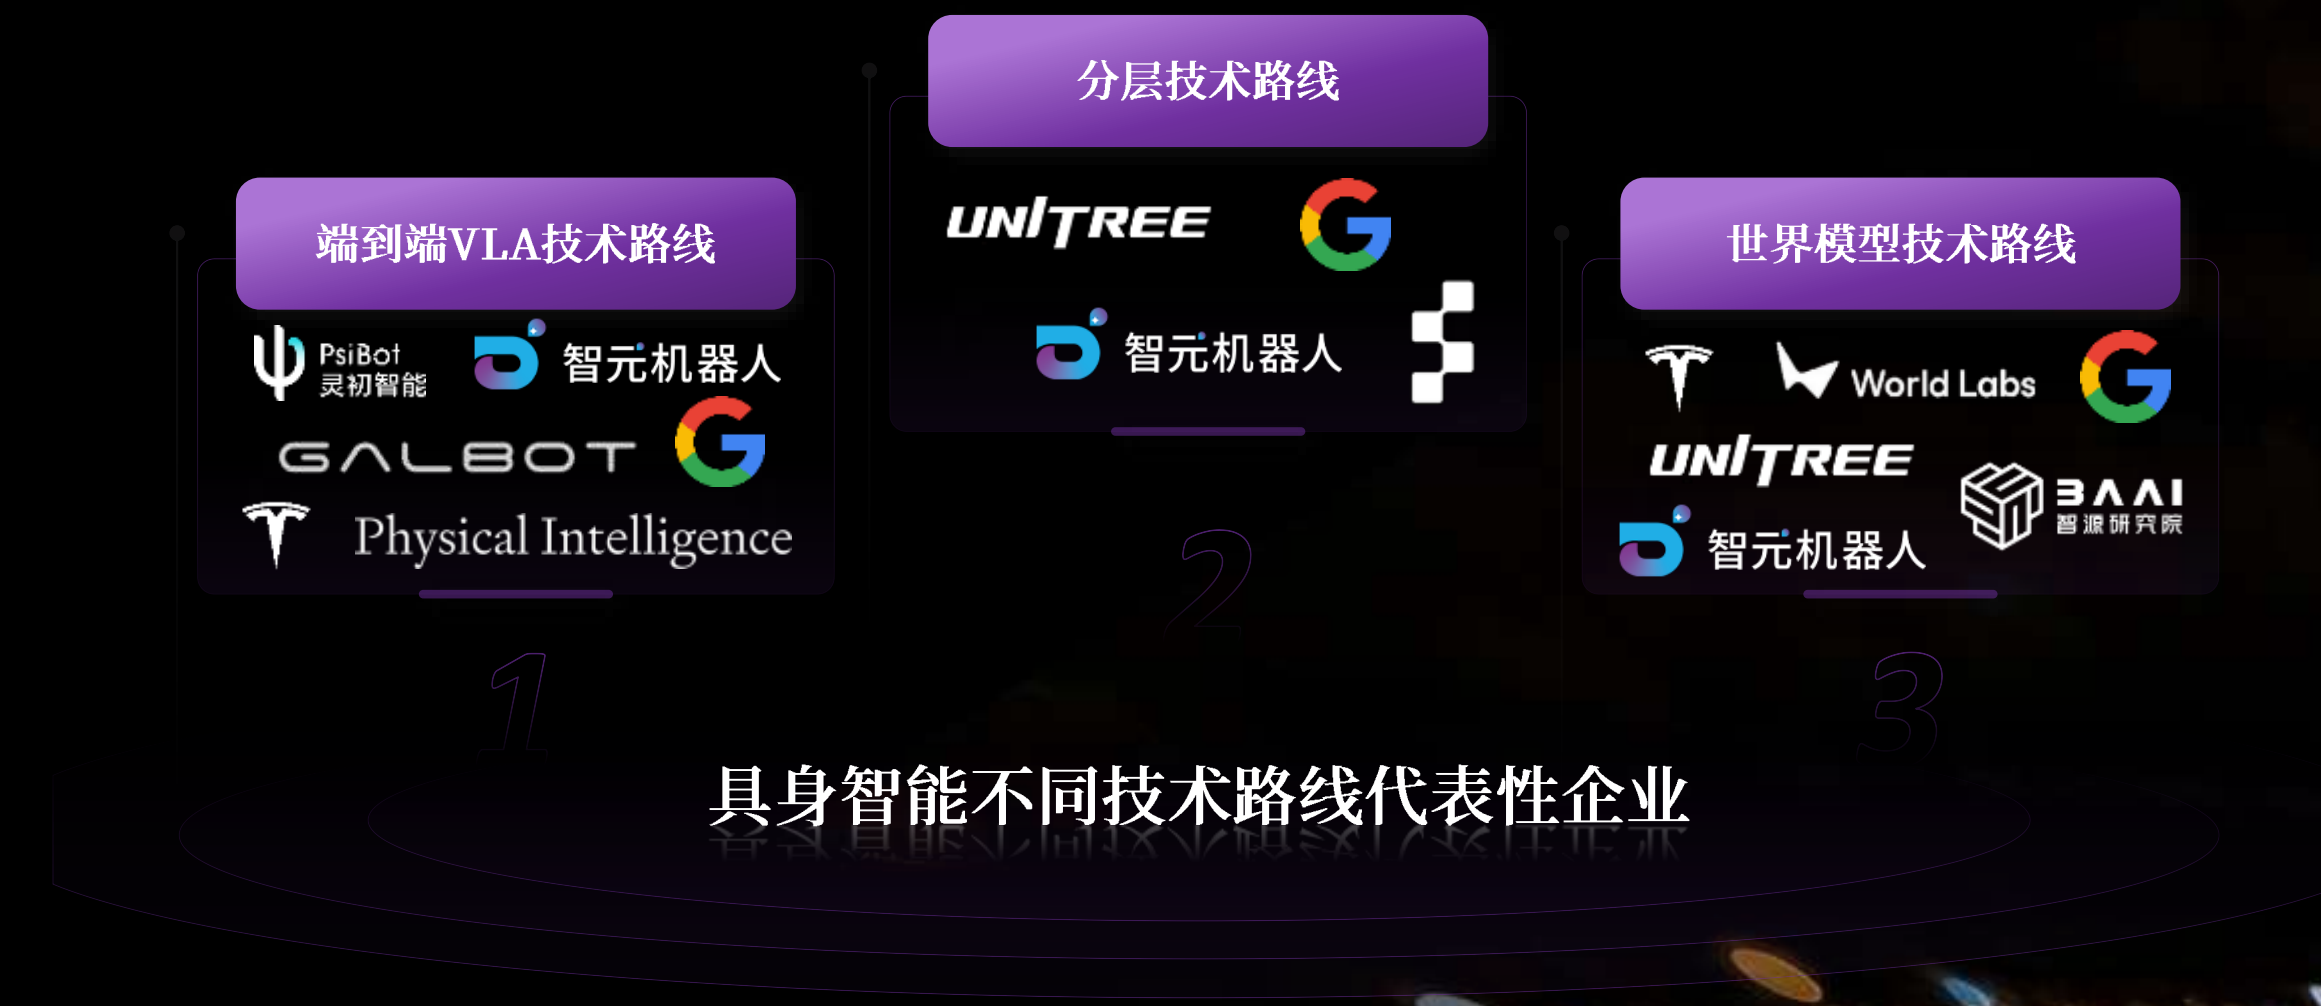 分层技术路线
UNITREE
智元机器人
端到端VLA技术路线
PsiBot
灵初智能
智元机器人
GALBOT
Physical Intelligence
世界模型技术路线
World Labs
UNITREE
BAAI
智源研究院
智元机器人
1
2
3
具身智能不同技术路线代表性企业